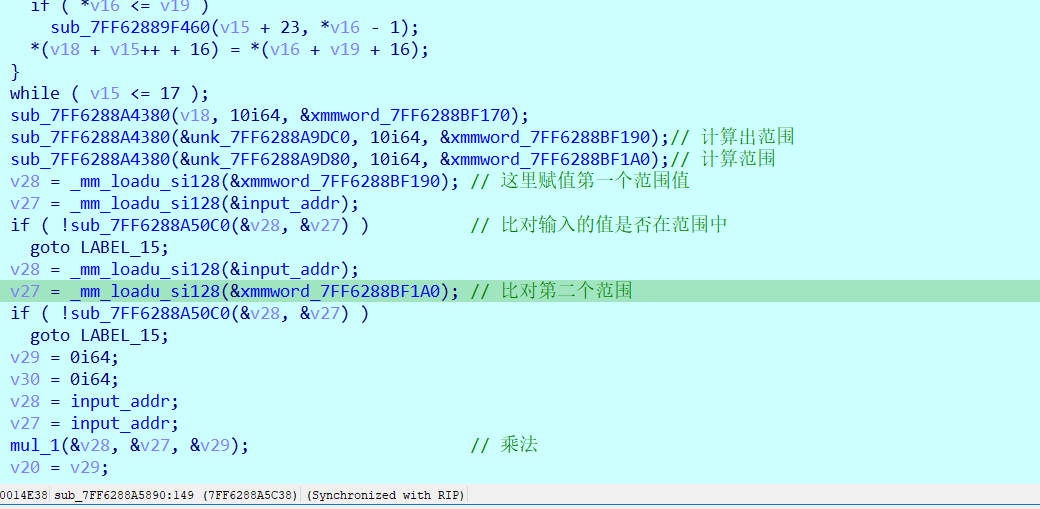 if ( *v16 <= v19 )
sub_7FF62889F460(v15 + 23, *v16 - 1);
*(v18 + v15++ + 16) = *(v16 + v19 + 16);
}
while ( v15 <= 17 );
sub_7FF6288A4380(v18, 10i64, &xmmword_7FF6288BF170);
sub_7FF6288A4380(&unk_7FF6288A9DC0, 10i64, &xmmword_7FF6288BF190);// 计算出范围
sub_7FF6288A4380(&unk_7FF6288A9D80, 10i64, &xmmword_7FF6288BF1A0);// 计算范围
v28 = _mm_loadu_si128(&xmmword_7FF6288BF190); // 这里赋值第一个范围值
v27 = _mm_loadu_si128(&input_addr);
if ( !sub_7FF6288A50C0(&v28, &v27) ) // 比对输入的值是否在范围中
goto LABEL_15;
v28 = _mm_loadu_si128(&input_addr);
v27 = _mm_loadu_si128(&xmmword_7FF6288BF1A0); // 比对第二个范围
if ( !sub_7FF6288A50C0(&v28, &v27) )
goto LABEL_15;
v29 = 0i64;
v30 = 0i64;
v28 = input_addr;
v27 = input_addr;
mul_1(&v28, &v27, &v29); // 乘法
v20 = v29;
0014E38 sub_7FF6288A5890:149 (7FF6288A5C38) (Synchronized with RIP)